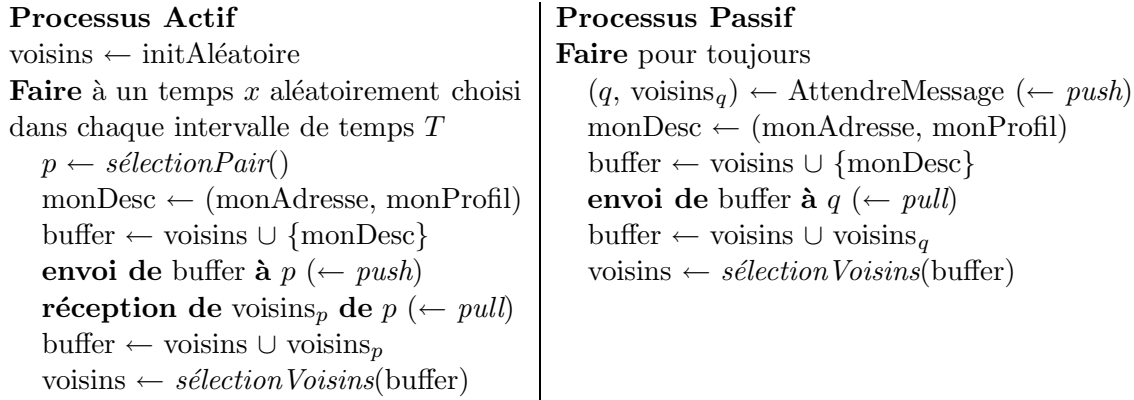 Processus Actif
voisins ← initAléatoire
Faire à un temps x aléatoirement choisi
dans chaque intervalle de temps T
p ← sélectionPair()
monDesc ← (monAdresse, monProfil)
buffer ← voisins ∪ {monDesc}
envoi de buffer à p (← push)
réception de voisinsₚ de p (← pull)
buffer ← voisins ∪ voisinsₚ
voisins ← sélectionVoisins(buffer)
Processus Passif
Faire pour toujours
(q, voisins_q) ← AttendreMessage (← push)
monDesc ← (monAdresse, monProfil)
buffer ← voisins ∪ {monDesc}
envoi de buffer à q (← pull)
buffer ← voisins ∪ voisins_q
voisins ← sélectionVoisins(buffer)